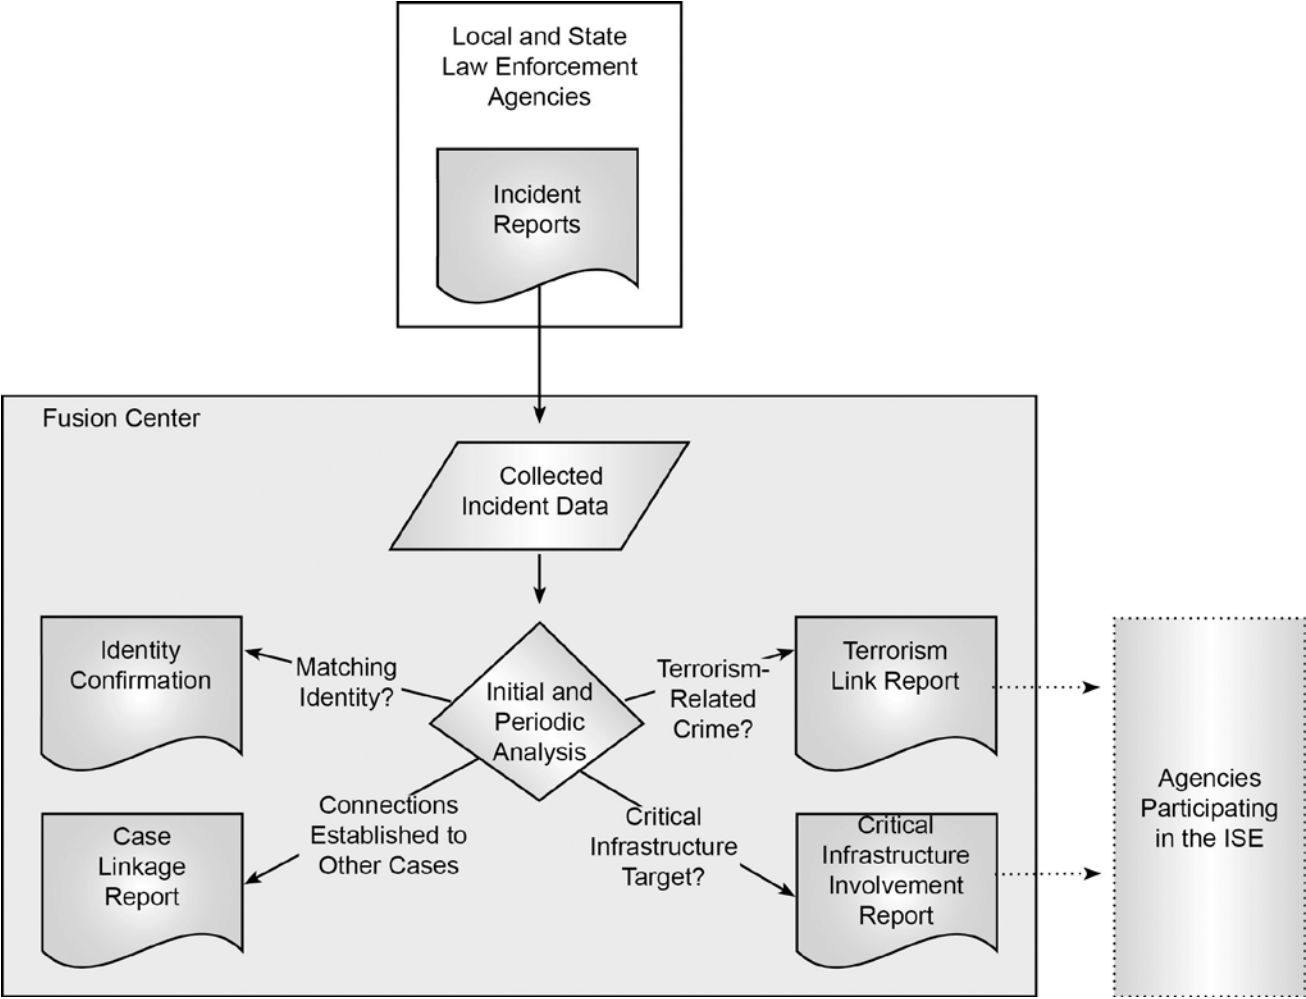 Local and State
Law Enforcement
Agencies
Incident
Reports
Fusion Center
Collected
Incident Data
Identity
Confirmation
Matching
Identity?
Initial and
Periodic
Analysis
Terrorism-
Related
Crime?
Terrorism
Link Report
Case
Linkage
Report
Connections
Established to
Other Cases
Critical
Infrastructure
Target?
Critical
Infrastructure
Involvement
Report
Agencies
Participating
in the ISE